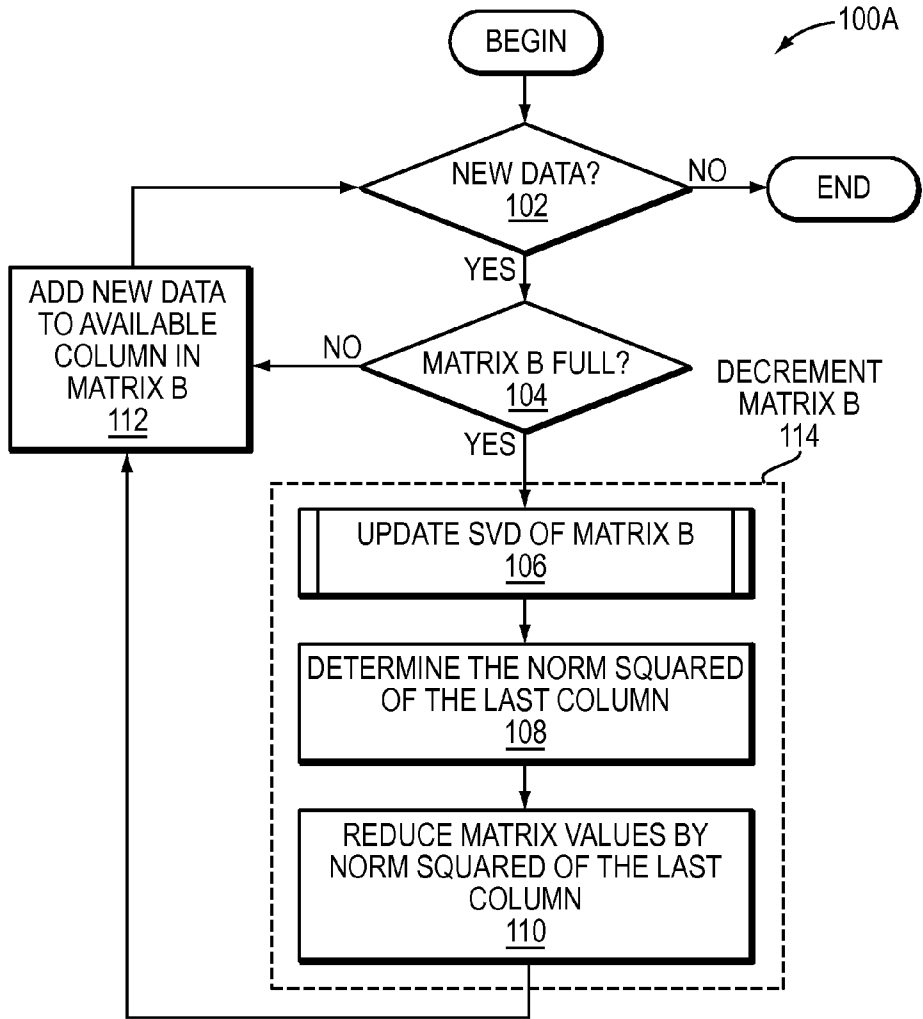 100A
BEGIN
NEW DATA?
102
NO
END
YES
ADD NEW DATA
TO AVAILABLE
COLUMN IN
MATRIX B
112
NO
MATRIX B FULL?
104
YES
DECREMENT
MATRIX B
114
UPDATE SVD OF MATRIX B
106
DETERMINE THE NORM SQUARED
OF THE LAST COLUMN
108
REDUCE MATRIX VALUES BY
NORM SQUARED OF THE LAST
COLUMN
110